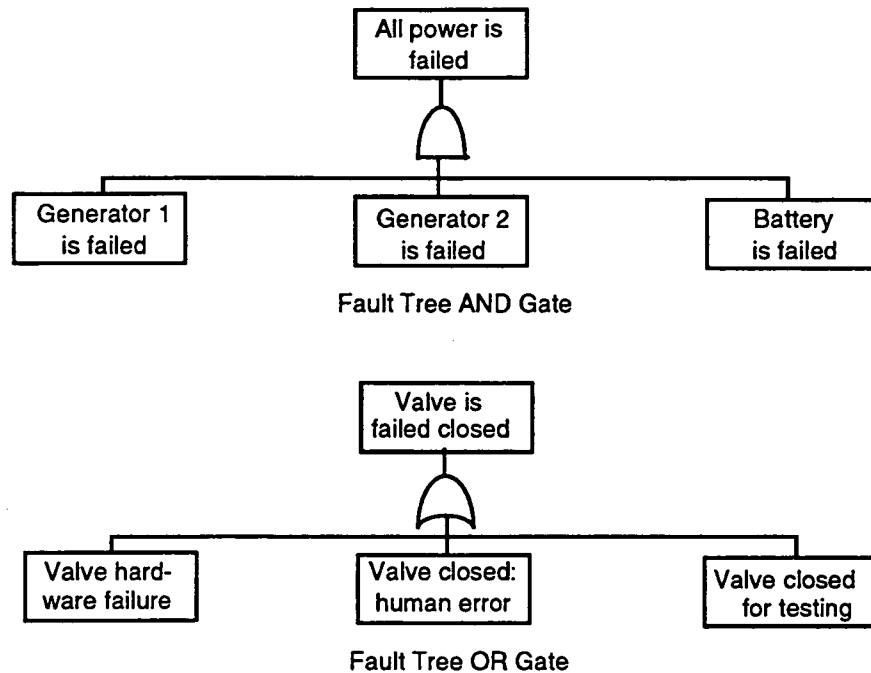 All power is
failed
Generator 1
is failed
Generator 2
is failed
Battery
is failed
Fault Tree AND Gate
Valve is
failed closed
Valve hard-
ware failure
Valve closed:
human error
Valve closed
for testing
Fault Tree OR Gate